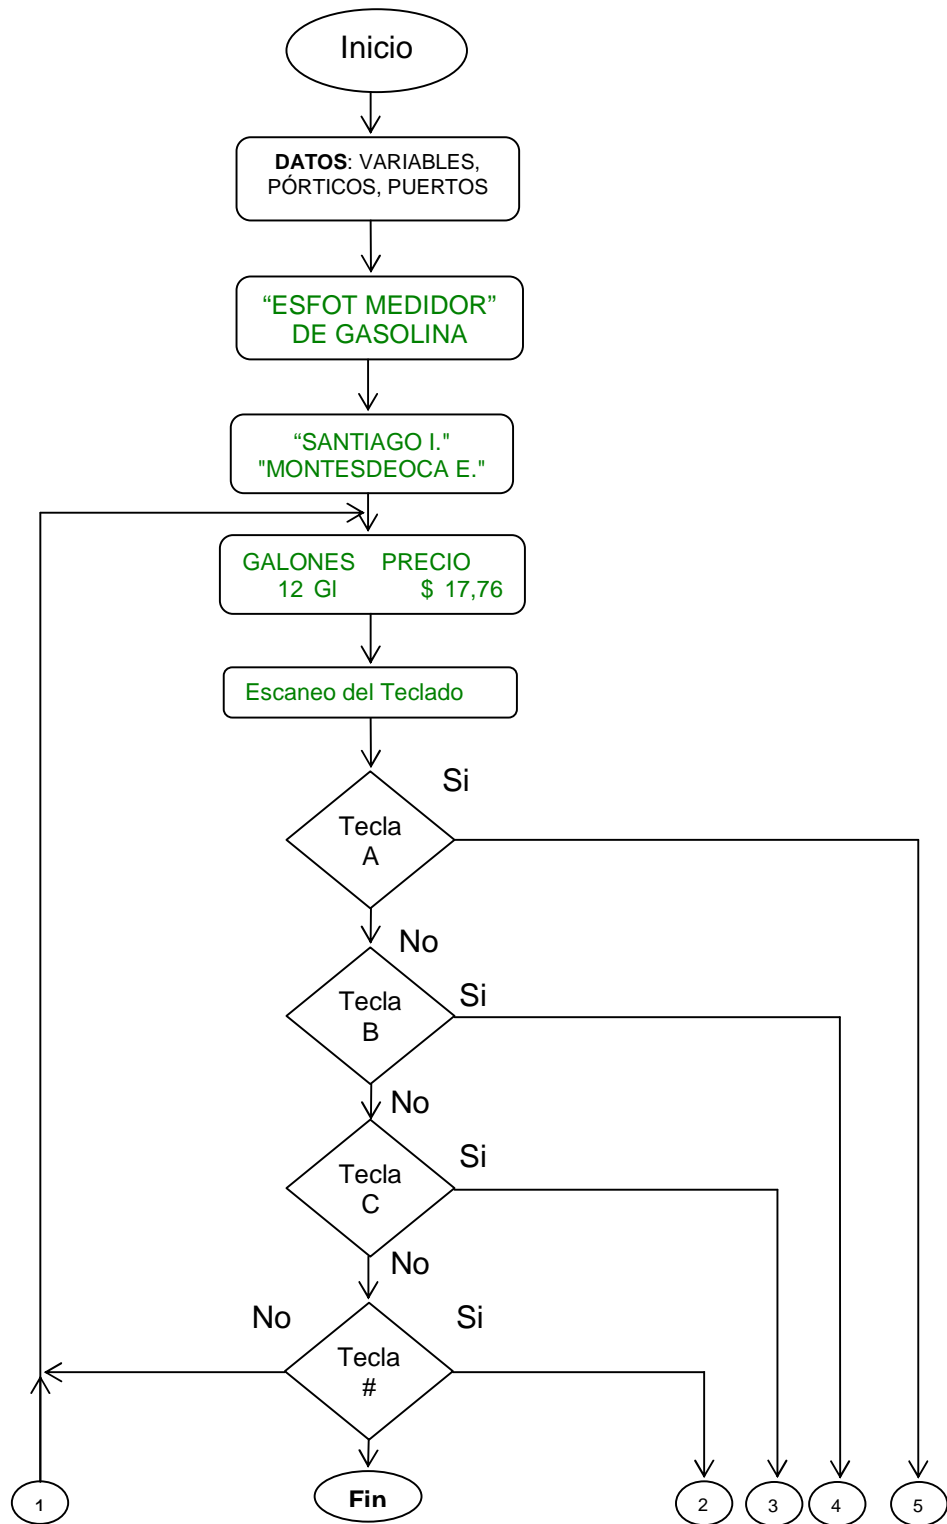 Inicio
DATOS: VARIABLES,
PÓRTICOS, PUERTOS
“ESFOT MEDIDOR”
DE GASOLINA
“SANTIAGO I."
"MONTESDEOCA E."
GALONES PRECIO
12 Gl $ 17,76
Escaneo del Teclado
Si
Tecla
A
No
Tecla
B
Si
No
Tecla
C
Si
No
No
Si
Tecla
#
1
Fin
2
3
4
5